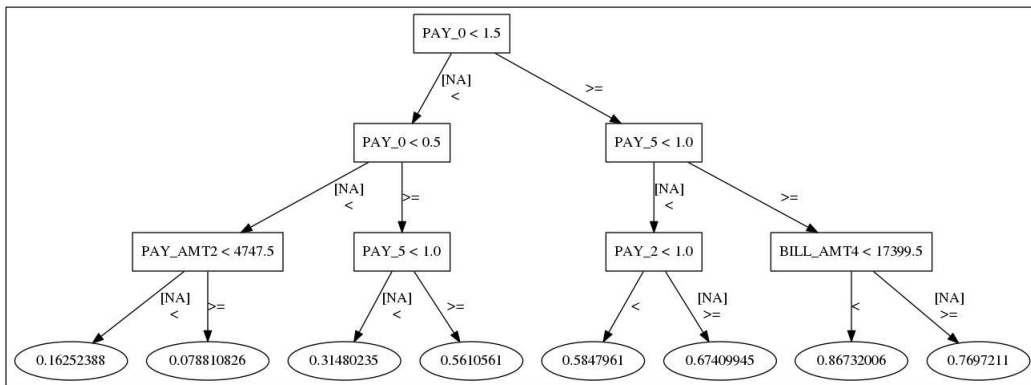 PAY_0 < 1.5
[NA]
<
>=
PAY_0 < 0.5
PAY_5 < 1.0
[NA]
<
>=
[NA]
<
>=
PAY_AMT2 < 4747.5
PAY_5 < 1.0
PAY_2 < 1.0
BILL_AMT4 < 17399.5
[NA]
<
>=
[NA]
<
>=
<
[NA]
>=
<
[NA]
>=
0.16252388
0.078810826
0.31480235
0.5610561
0.5847961
0.67409945
0.86732006
0.7697211